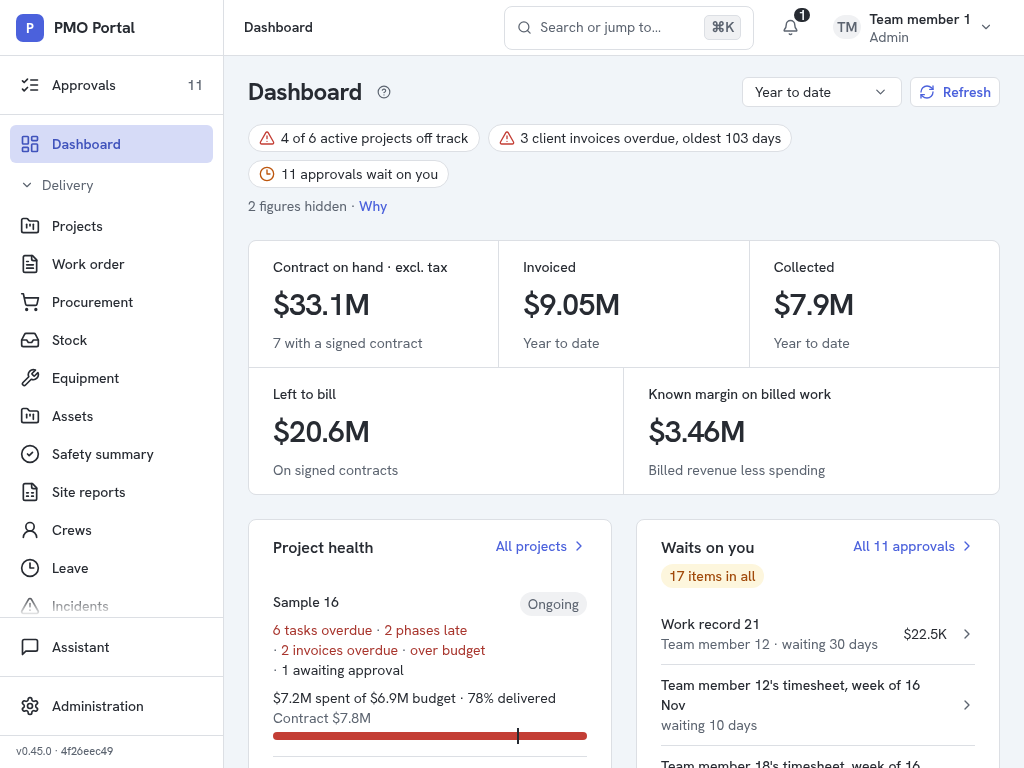 P PMO Portal
Dashboard
Search or jump to...
⌘K
1
TM
Team member 1
Admin
Approvals 11
Dashboard
Delivery
Projects
Work order
Procurement
Stock
Equipment
Assets
Safety summary
Site reports
Crews
Leave
Incidents
Assistant
Administration
v0.45.0 · 4f26eec49
Dashboard
Year to date
Refresh
4 of 6 active projects off track
3 client invoices overdue, oldest 103 days
11 approvals wait on you
2 figures hidden · Why
Contract on hand · excl. tax
$33.1M
7 with a signed contract
Invoiced
$9.05M
Year to date
Collected
$7.9M
Year to date
Left to bill
$20.6M
On signed contracts
Known margin on billed work
$3.46M
Billed revenue less spending
Project health
All projects
Sample 16
Ongoing
6 tasks overdue · 2 phases late
· 2 invoices overdue · over budget
· 1 awaiting approval
$7.2M spent of $6.9M budget · 78% delivered
Contract $7.8M
Waits on you
All 11 approvals
17 items in all
Work record 21
Team member 12 · waiting 30 days
$22.5K
Team member 12's timesheet, week of 16
Nov
waiting 10 days
Team member 18's timesheet, week of 16